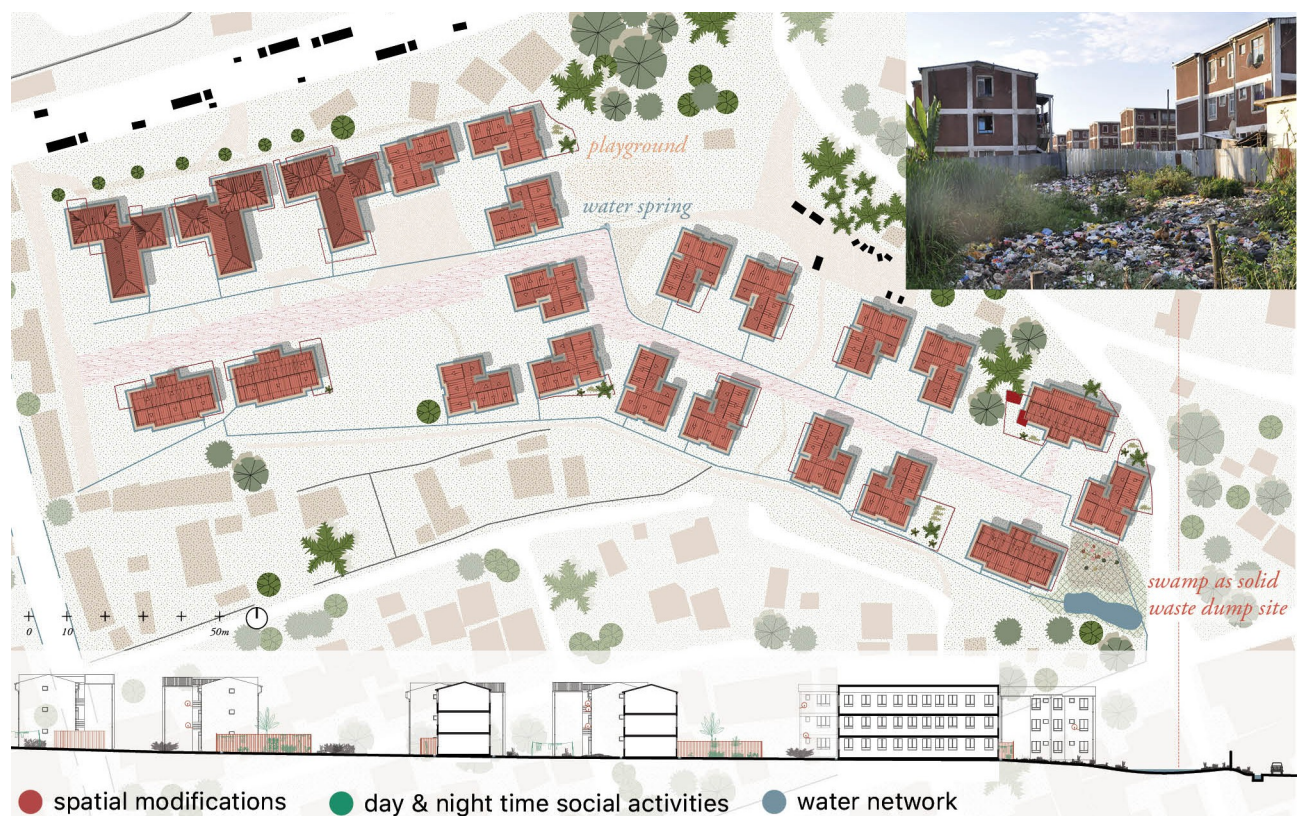 playground
water spring
swamp as solid
waste dump site
0 10 50m
spatial modifications
day & night time social activities
water network